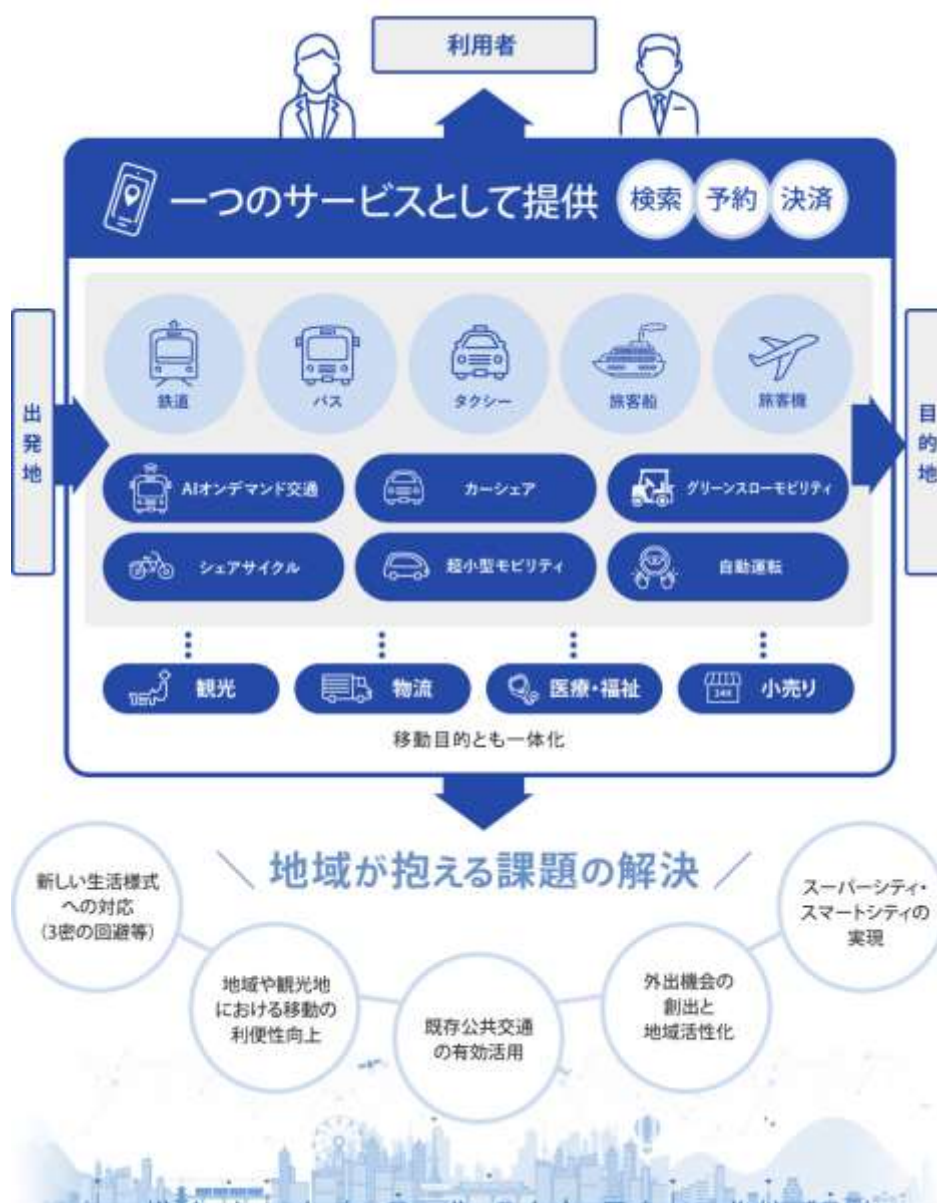 利用者
一つのサービスとして提供
検索
予約
決済
出発地
目的地
鉄道
バス
タクシー
旅客船
旅客機
AIオンデマンド交通
カーシェア
グリーンスローモビリティ
シェアサイクル
超小型モビリティ
自動運転
観光
物流
医療・福祉
24H
小売り
移動目的とも一体化
地域が抱える課題の解決
新しい生活様式
への対応
(3密の回避等)
地域や観光地
における移動の
利便性向上
既存公共交通
の有効活用
外出機会の
創出と
地域活性化
スーパーシティ・
スマートシティの
実現